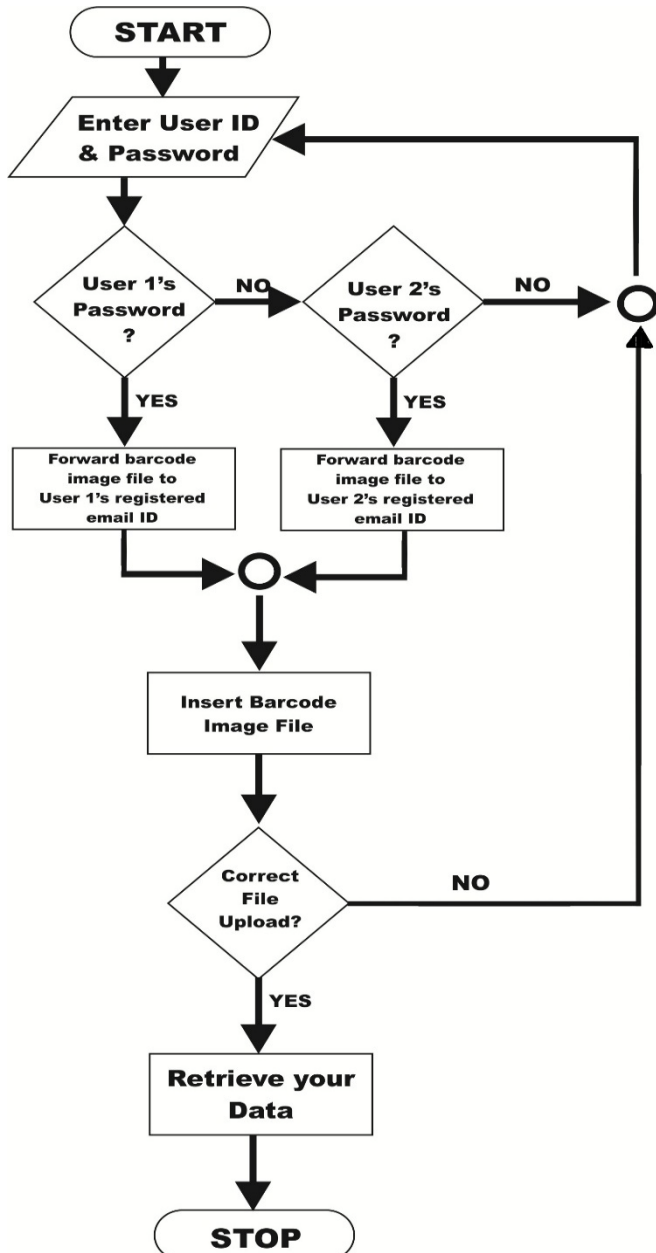 START
Enter User ID
& Password
User 1's
Password
?
NO
User 2's
Password
?
NO
YES
YES
Forward barcode
image file to
User 1's registered
email ID
Forward barcode
image file to
User 2's registered
email ID
Insert Barcode
Image File
Correct
File
Upload?
NO
YES
Retrieve your
Data
STOP